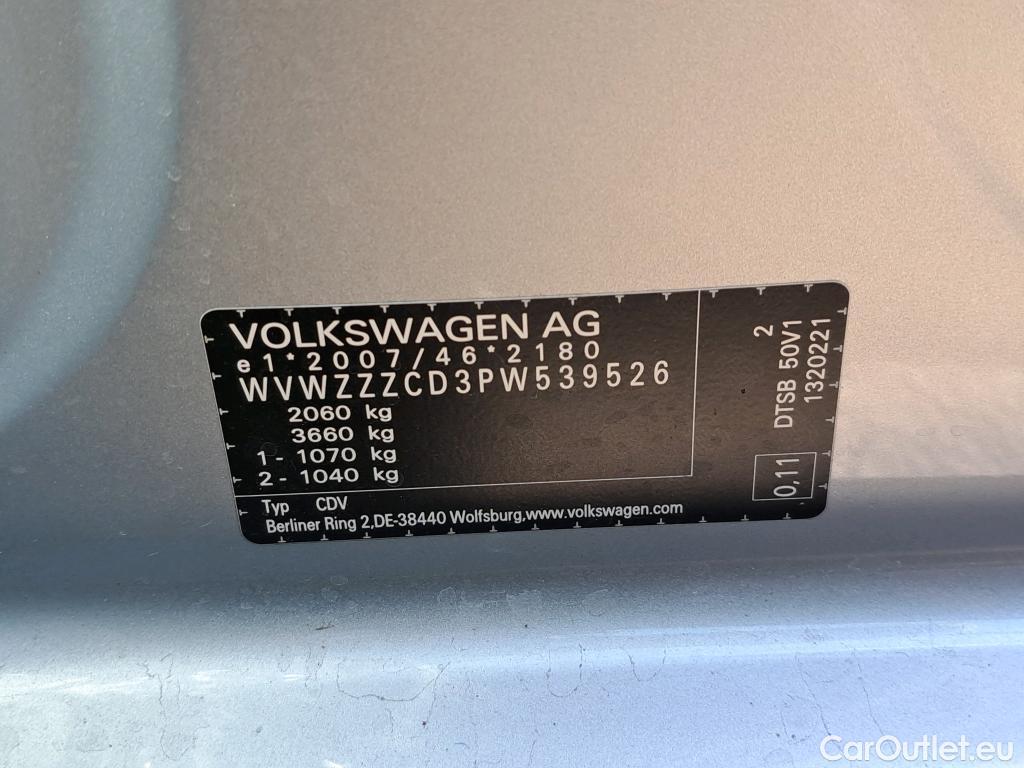 VOLKSWAGEN AG
e1*2007/46*2180
WVWZZZCD3PW539526
2060 kg
3660 kg
1 - 1070 kg
2 - 1040 kg
Typ CDV
Berliner Ring 2,DE-38440 Wolfsburg,www.volkswagen.com
2
DTSB 50V1
1320221
0,11
CarOutlet.eu